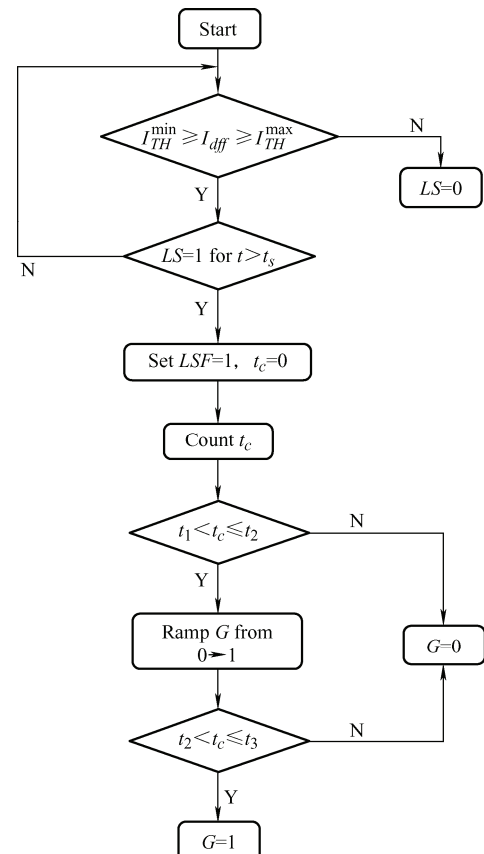 Start
I_TH^min ≥ I_dff ≥ I_TH^max
N
LS=0
Y
LS=1 for t>t_s
N
Y
Set LSF=1, t_c=0
Count t_c
t_1<t_c≤t_2
N
Y
Ramp G from
0→1
G=0
t_2<t_c≤t_3
N
Y
G=1